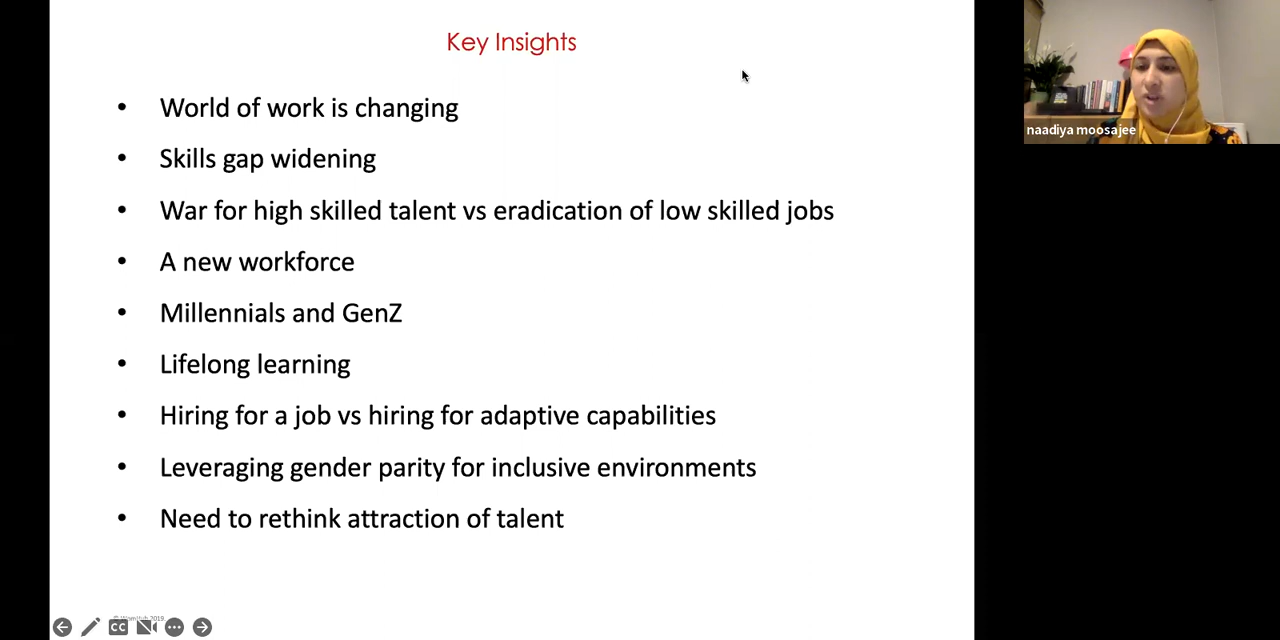 Key Insights
• World of work is changing
• Skills gap widening
• War for high skilled talent vs eradication of low skilled jobs
• A new workforce
• Millennials and GenZ
• Lifelong learning
• Hiring for a job vs hiring for adaptive capabilities
• Leveraging gender parity for inclusive environments
• Need to rethink attraction of talent
naadiya moosajee
CC